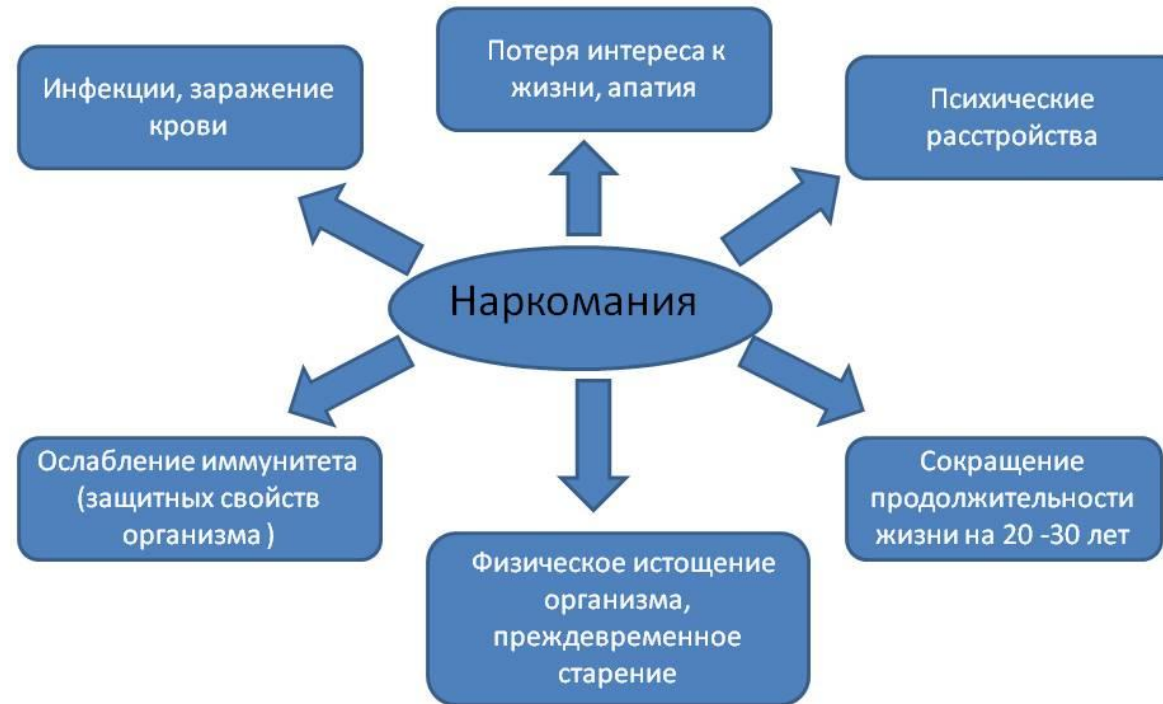 Инфекции, заражение
крови
Потеря интереса к
жизни, апатия
Психические
расстройства
Наркомания
Ослабление иммунитета
(защитных свойств
организма )
Физическое истощение
организма,
преждевременное
старение
Сокращение
продолжительности
жизни на 20 -30 лет